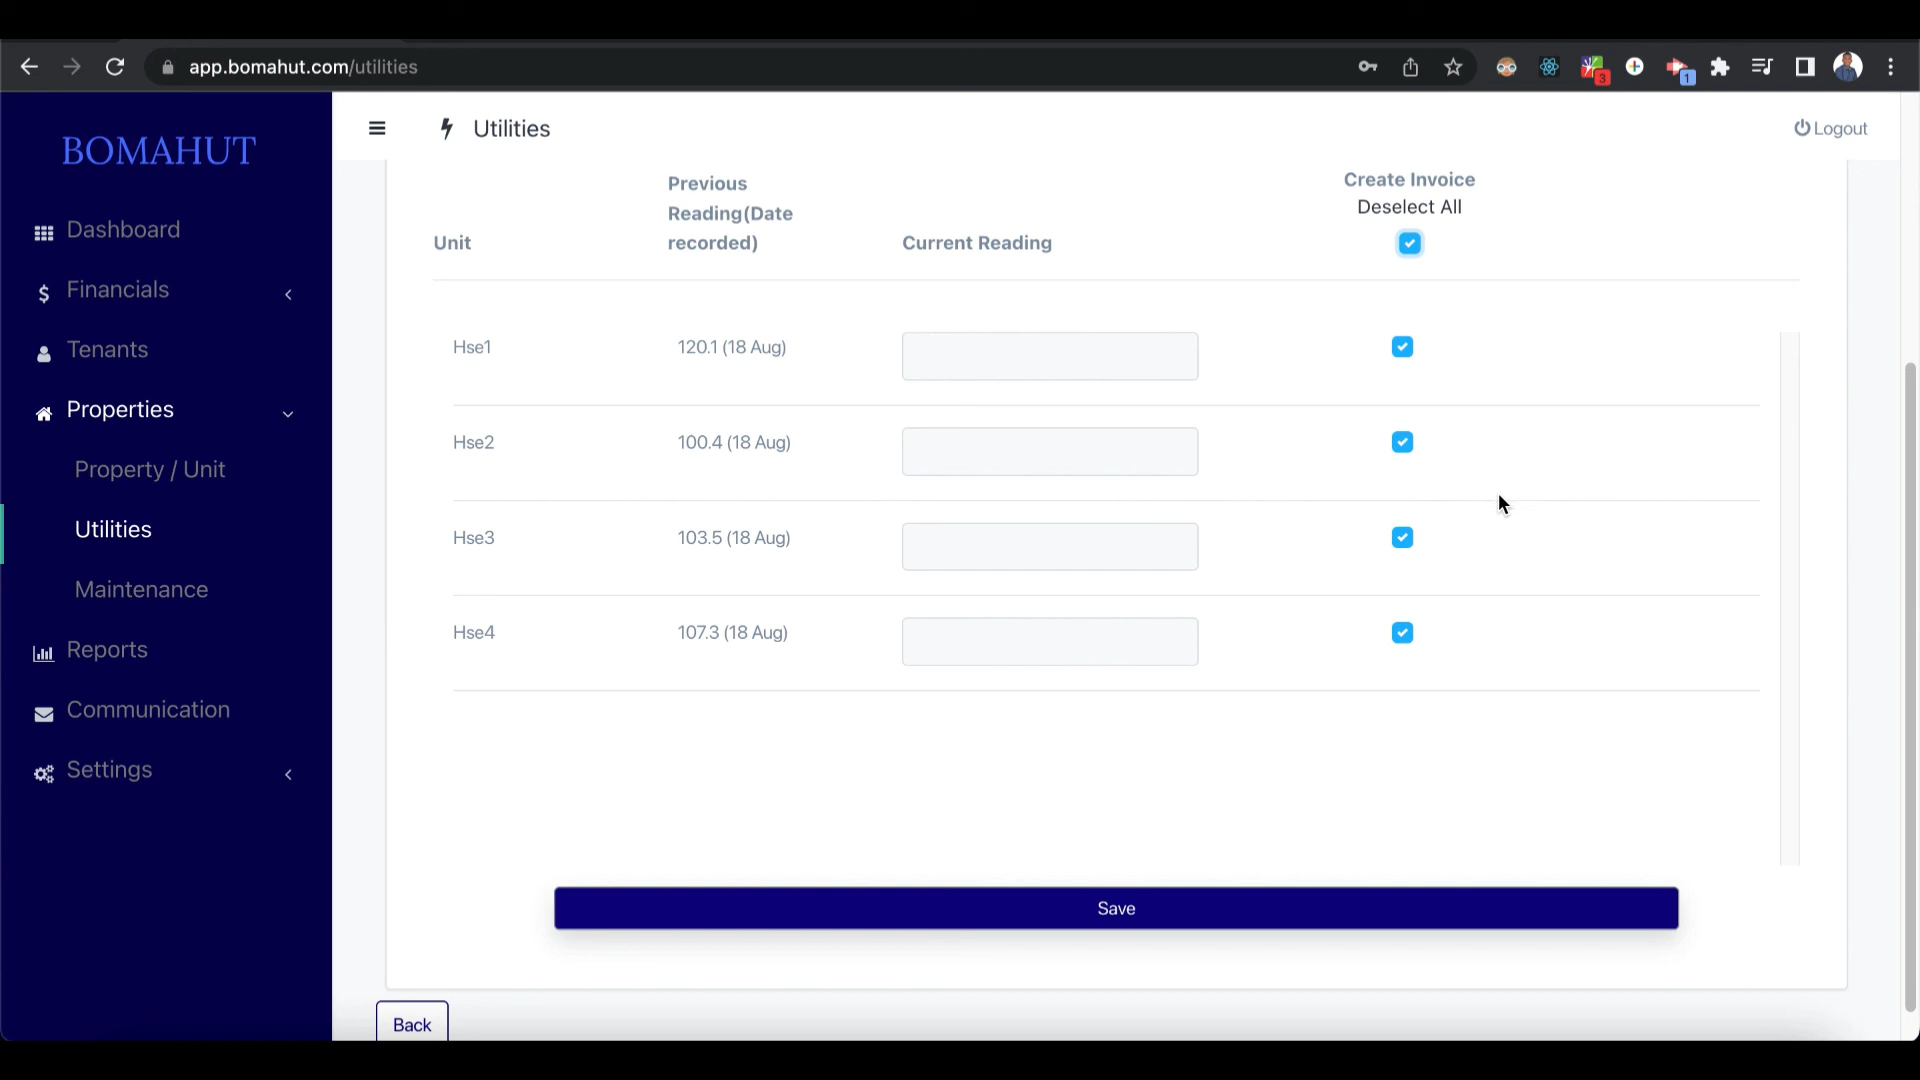 app.bomahut.com/utilities
3
1
BOMAHUT
Utilities
Logout
Dashboard
Financials
Tenants
Properties
Property / Unit
Utilities
Maintenance
Reports
Communication
Settings
Unit
Previous
Reading(Date
recorded)
Current Reading
Create Invoice
Deselect All
Hse1 120.1 (18 Aug)
Hse2 100.4 (18 Aug)
Hse3 103.5 (18 Aug)
Hse4 107.3 (18 Aug)
Save
Back